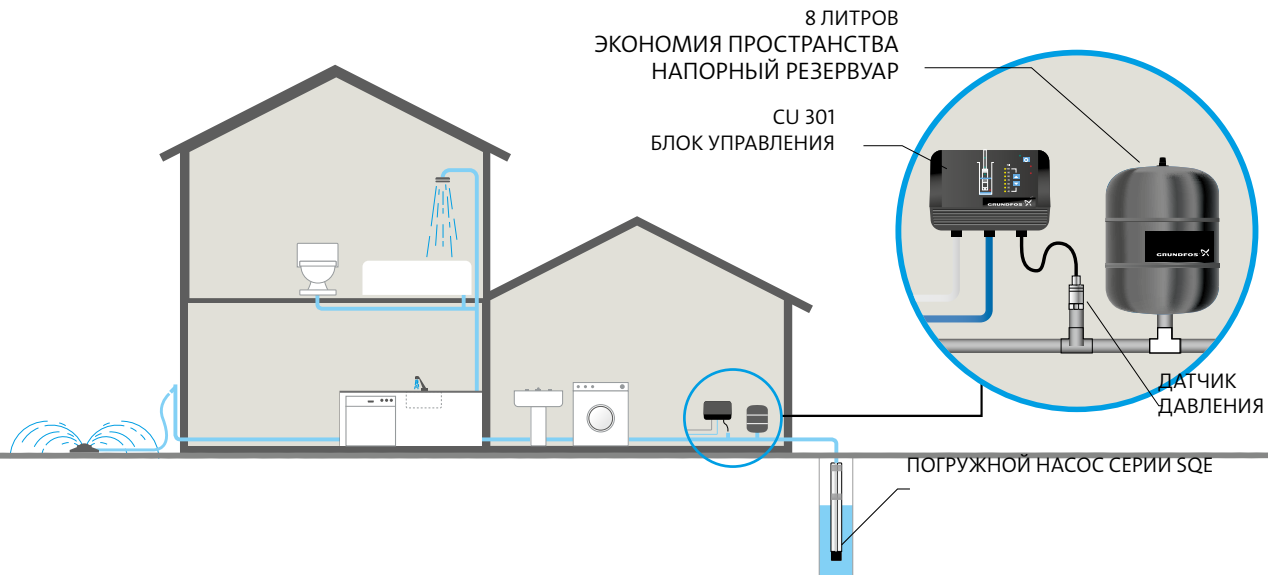 8 ЛИТРОВ
ЭКОНОМИЯ ПРОСТРАНСТВА
НАПОРНЫЙ РЕЗЕРВУАР
CU 301
БЛОК УПРАВЛЕНИЯ
GRUNDFOS
GRUNDFOS
ДАТЧИК
ДАВЛЕНИЯ
ПОГРУЖНОЙ НАСОС СЕРИИ SQE